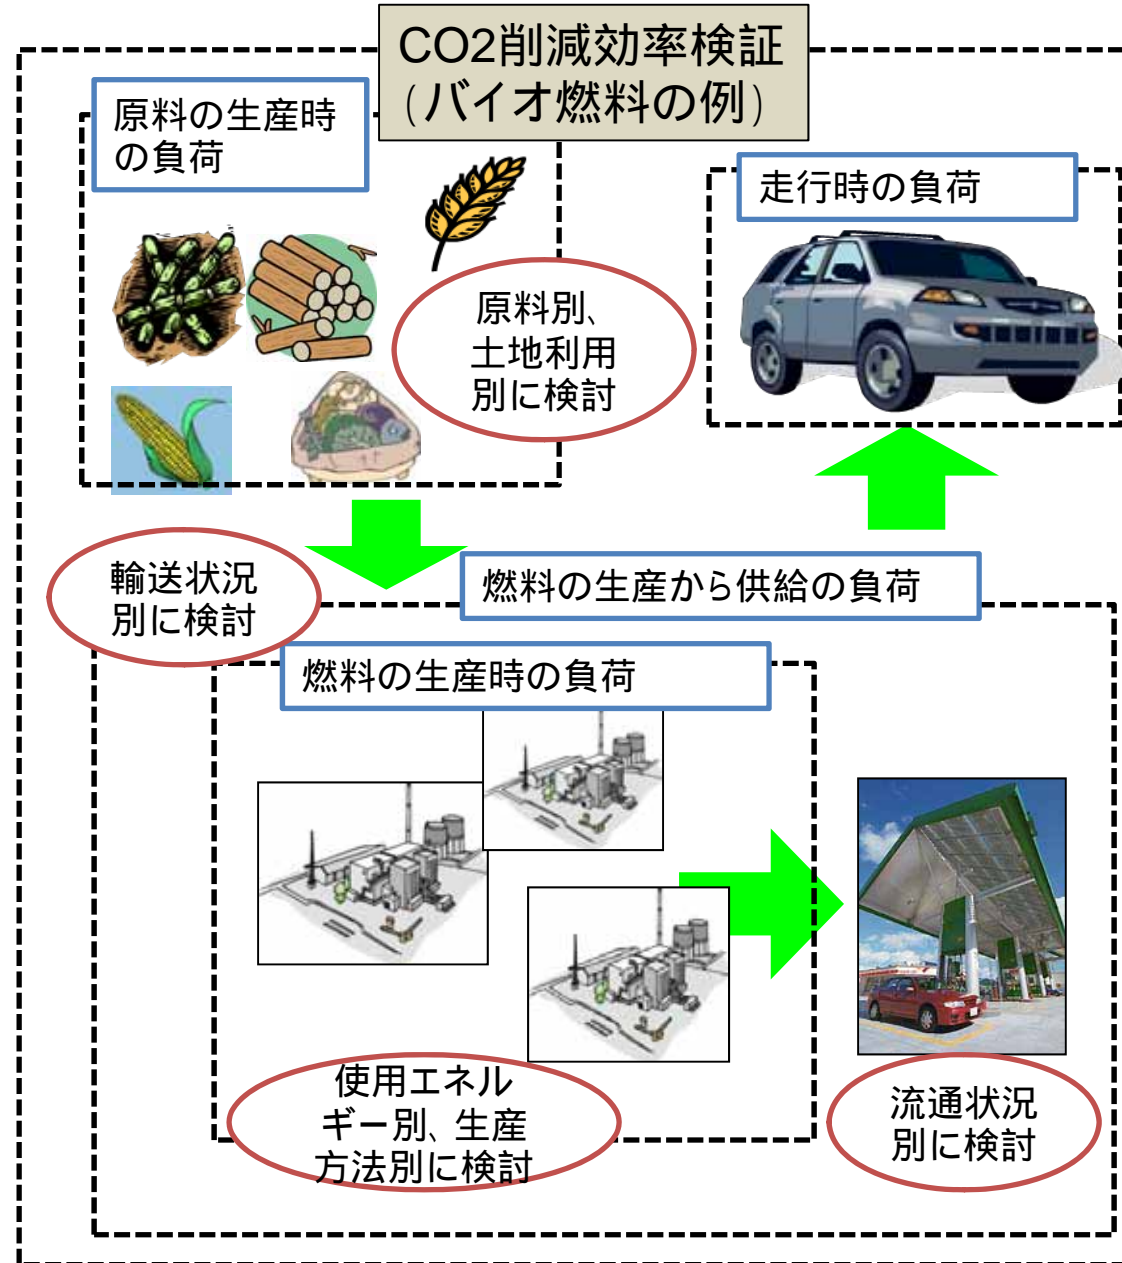 CO2削減効率検証
（バイオ燃料の例）
原料の生産時
の負荷
走行時の負荷
原料別、
土地利用
別に検討
輸送状況
別に検討
燃料の生産から供給の負荷
燃料の生産時の負荷
使用エネル
ギー別、生産
方法別に検討
流通状況
別に検討